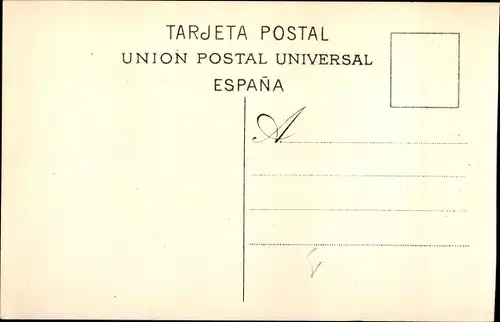 TARJETA POSTAL
UNION POSTAL UNIVERSAL
ESPAÑA
A